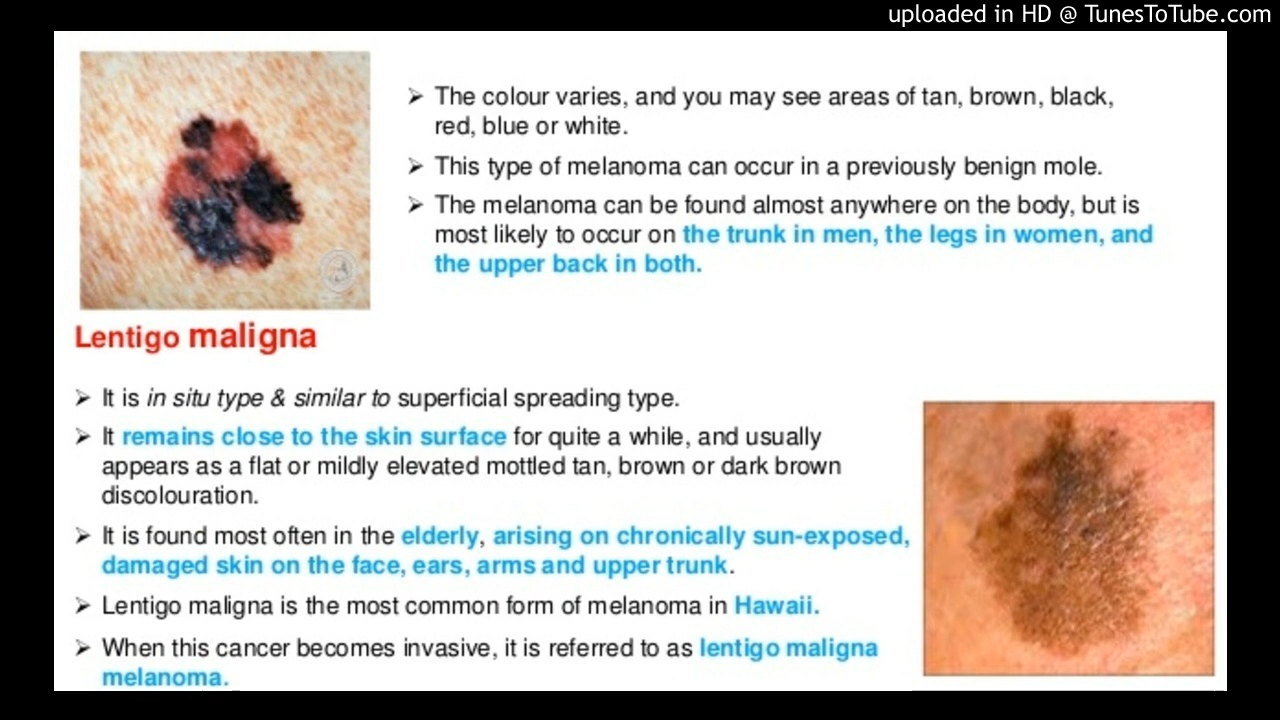 uploaded in HD @ TunesToTube.com
➢ The colour varies, and you may see areas of tan, brown, black,
red, blue or white.
➢ This type of melanoma can occur in a previously benign mole.
➢ The melanoma can be found almost anywhere on the body, but is
most likely to occur on the trunk in men, the legs in women, and
the upper back in both.
Lentigo maligna
➢ It is in situ type & similar to superficial spreading type.
➢ It remains close to the skin surface for quite a while, and usually
appears as a flat or mildly elevated mottled tan, brown or dark brown
discolouration.
➢ It is found most often in the elderly, arising on chronically sun-exposed,
damaged skin on the face, ears, arms and upper trunk.
➢ Lentigo maligna is the most common form of melanoma in Hawaii.
➢ When this cancer becomes invasive, it is referred to as lentigo maligna
melanoma.